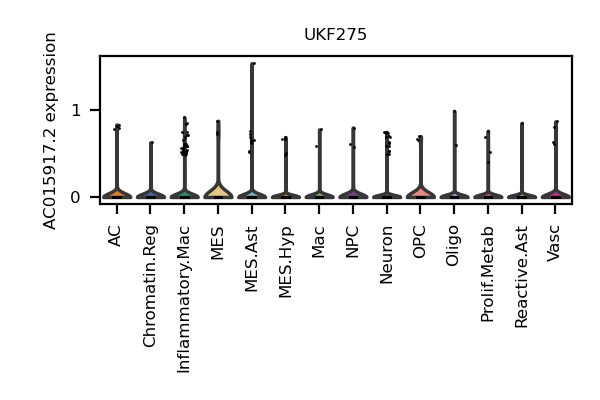 UKF275
AC015917.2 expression
1
0
AC
Chromatin.Reg
Inflammatory.Mac
MES
MES.Ast
MES.Hyp
Mac
NPC
Neuron
OPC
Oligo
Prolif.Metab
Reactive.Ast
Vasc